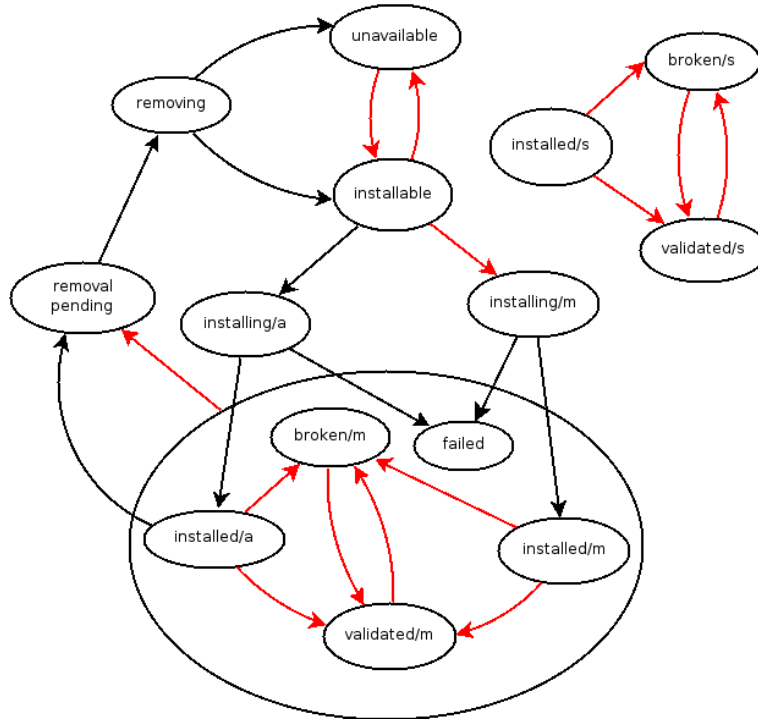 unavailable
broken/s
removing
installed/s
installable
validated/s
removal
pending
installing/m
installing/a
broken/m
failed
installed/a
installed/m
validated/m